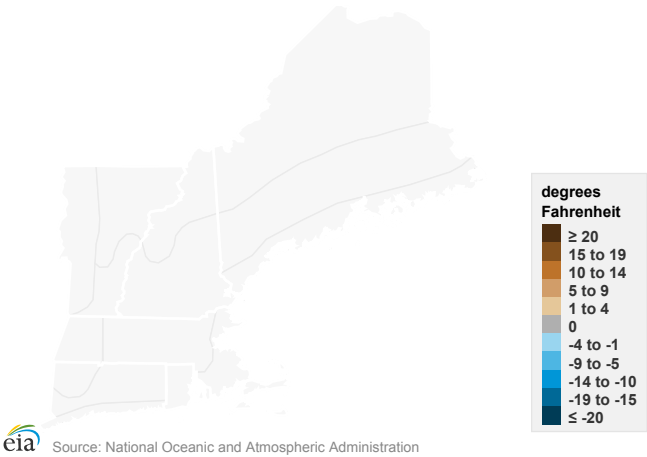 degrees
Fahrenheit
≥ 20
15 to 19
10 to 14
5 to 9
1 to 4
0
-4 to -1
-9 to -5
-14 to -10
-19 to -15
≤ -20
eia Source: National Oceanic and Atmospheric Administration